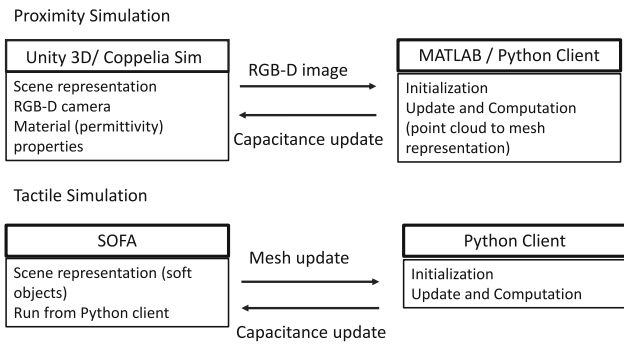 Proximity Simulation
Unity 3D/ Coppelia Sim
Scene representation
RGB-D camera
Material (permittivity)
properties
RGB-D image
Capacitance update
MATLAB / Python Client
Initialization
Update and Computation
(point cloud to mesh
representation)
Tactile Simulation
SOFA
Scene representation (soft
objects)
Run from Python client
Mesh update
Capacitance update
Python Client
Initialization
Update and Computation